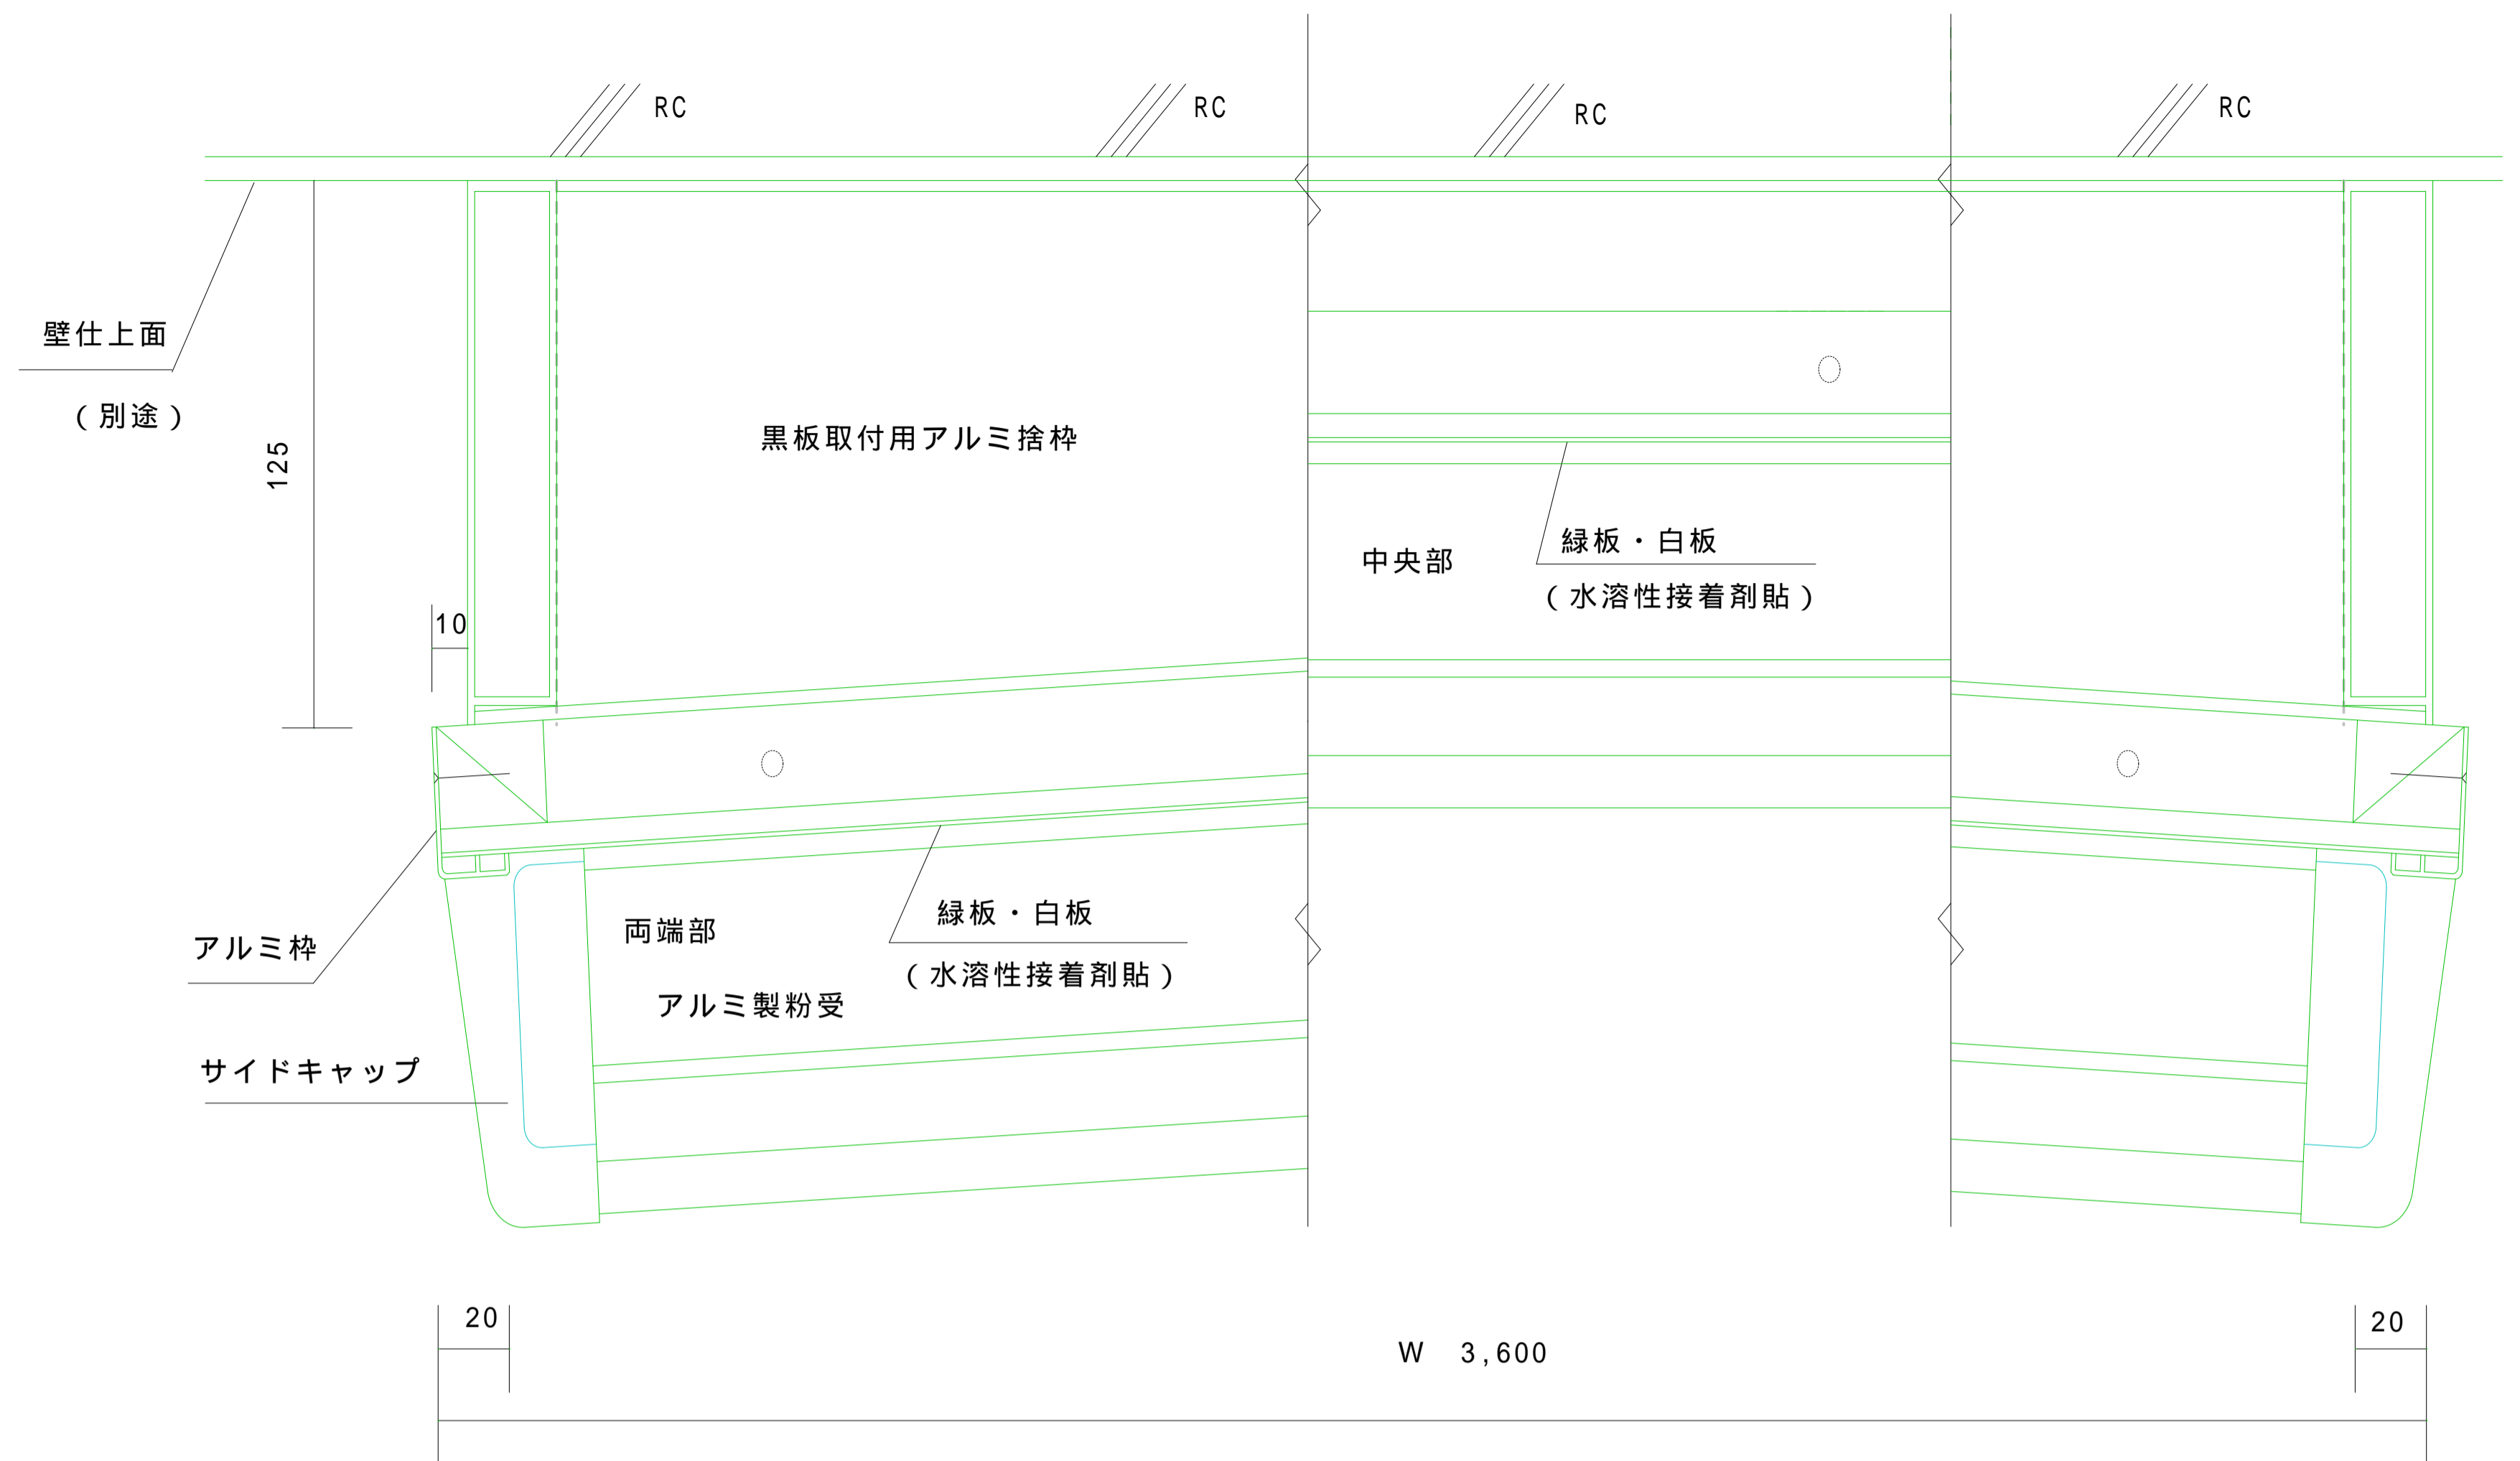 RC
RC
RC
RC
壁仕上面
（別途）
125
黒板取付用アルミ捨枠
緑板・白板
中央部
（水溶性接着剤貼）
10
緑板・白板
両端部
アルミ枠
（水溶性接着剤貼）
アルミ製粉受
サイドキャップ
20
20
W 3,600